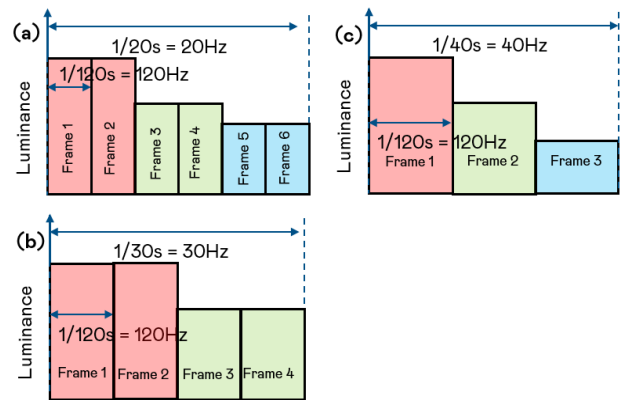 (a)
1/20s = 20Hz
1/120s = 120Hz
Luminance
Frame 1
Frame 2
Frame 3
Frame 4
Frame 5
Frame 6
(c)
1/40s = 40Hz
Luminance
1/120s = 120Hz
Frame 1
Frame 2
Frame 3
(b)
1/30s = 30Hz
Luminance
1/120s = 120Hz
Frame 1
Frame 2
Frame 3
Frame 4